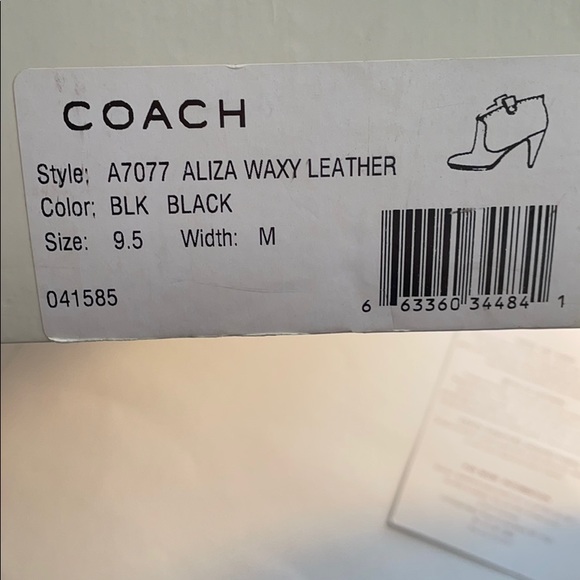 COACH
Style: A7077 ALIZA WAXY LEATHER
Color: BLK BLACK
Size: 9.5 Width: M
041585
6 63360 34484 1